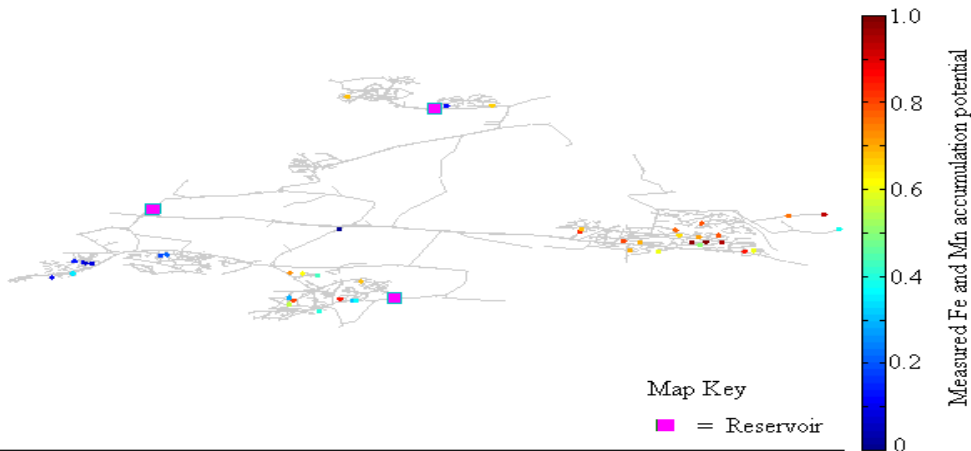 1.0
0.8
0.6
0.4
0.2
0
Measured Fe and Mn accumulation potential
Map Key
= Reservoir